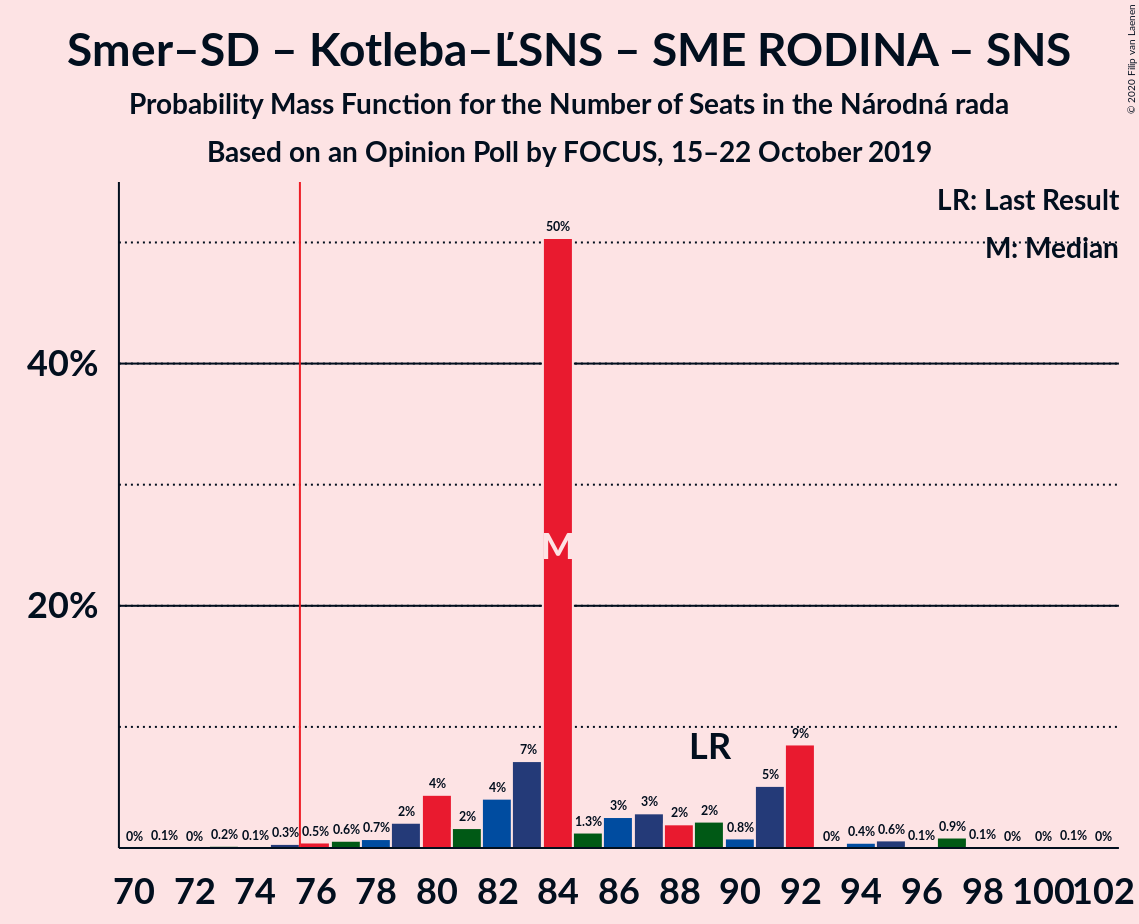 Smer–SD – Kotleba–ĽSNS – SME RODINA – SNS
Probability Mass Function for the Number of Seats in the Národná rada
Based on an Opinion Poll by FOCUS, 15–22 October 2019
© 2020 Filip van Laenen
LR: Last Result
M: Median
40%
20%
0% 0.1% 0% 0.2% 0.1% 0.3% 0.5% 0.6% 0.7% 2% 4% 2% 4% 7% 50% 1.3% 3% 3% 2% 2% 0.8% 5% 9% 0% 0.4% 0.6% 0.1% 0.9% 0.1% 0% 0% 0.1% 0%
M
LR
70 72 74 76 78 80 82 84 86 88 90 92 94 96 98 100 102